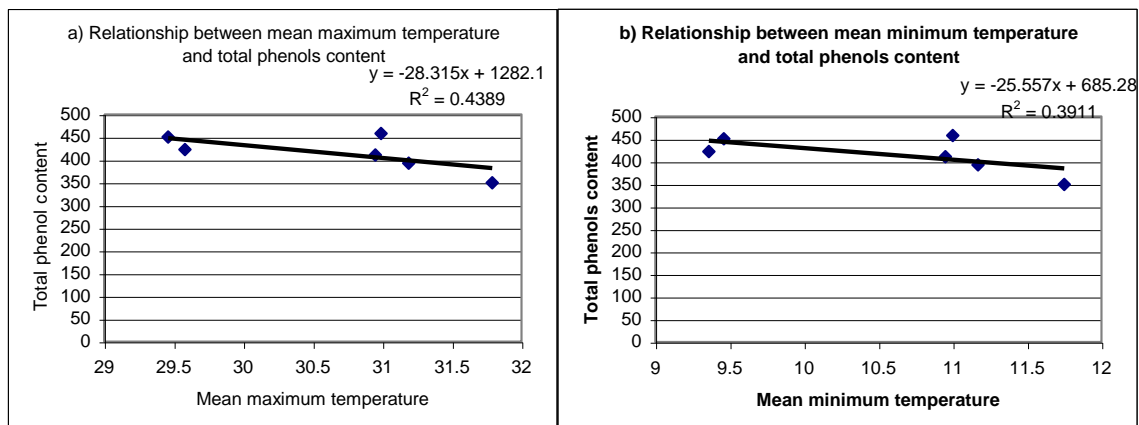 a) Relationship between mean maximum temperature
and total phenols content
y = -28.315x + 1282.1
R² = 0.4389
500
450
400
350
300
250
200
150
100
50
0
Total phenol content
29 29.5 30 30.5 31 31.5 32
Mean maximum temperature
b) Relationship between mean minimum temperature
and total phenols content
y = -25.557x + 685.28
R² = 0.3911
500
450
400
350
300
250
200
150
100
50
0
Total phenols content
9 9.5 10 10.5 11 11.5 12
Mean minimum temperature